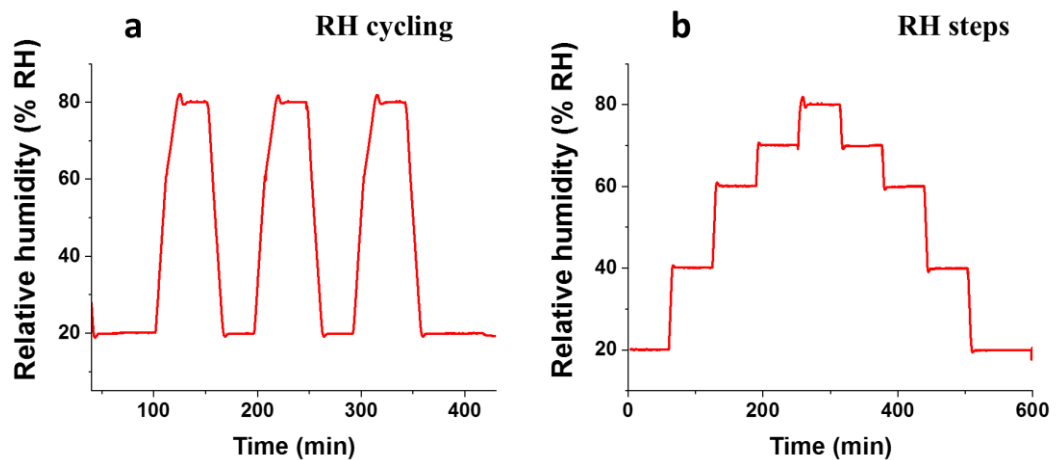 a
RH cycling
Relative humidity (% RH)
80
60
40
20
100
200
300
400
Time (min)
b
RH steps
Relative humidity (% RH)
80
60
40
20
0
200
400
600
Time (min)